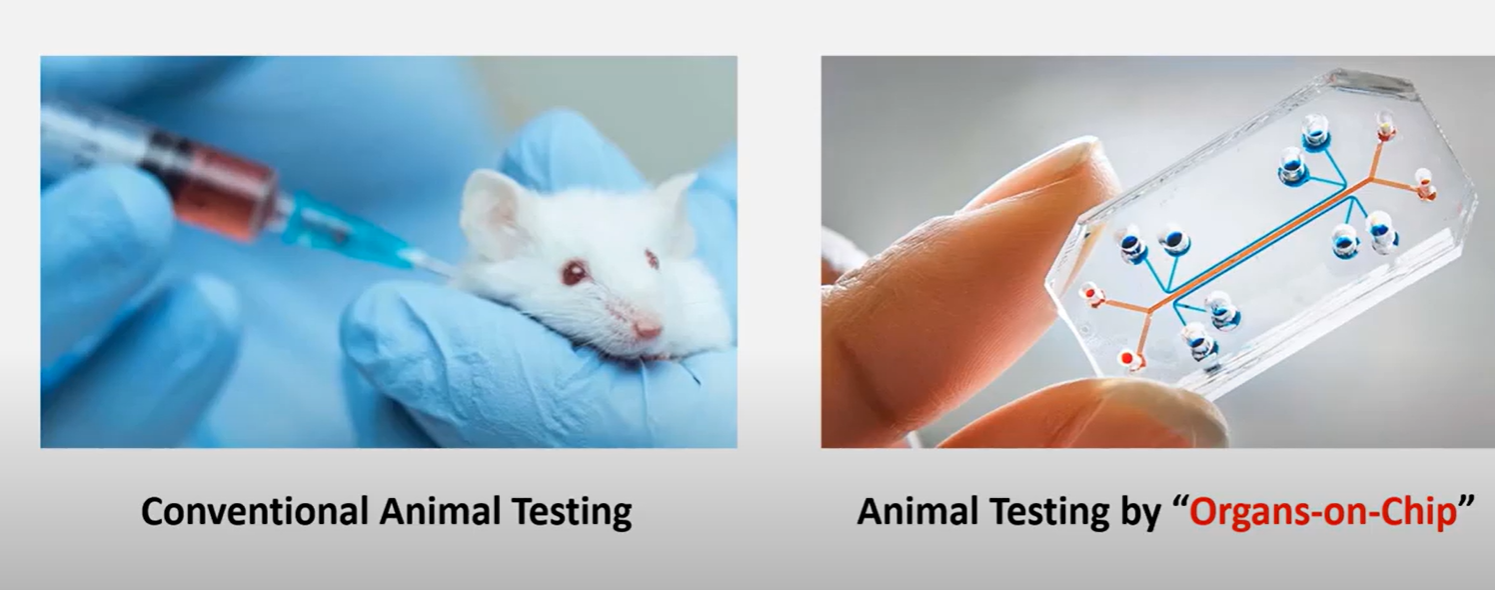 Conventional Animal Testing
Animal Testing by “Organs-on-Chip”